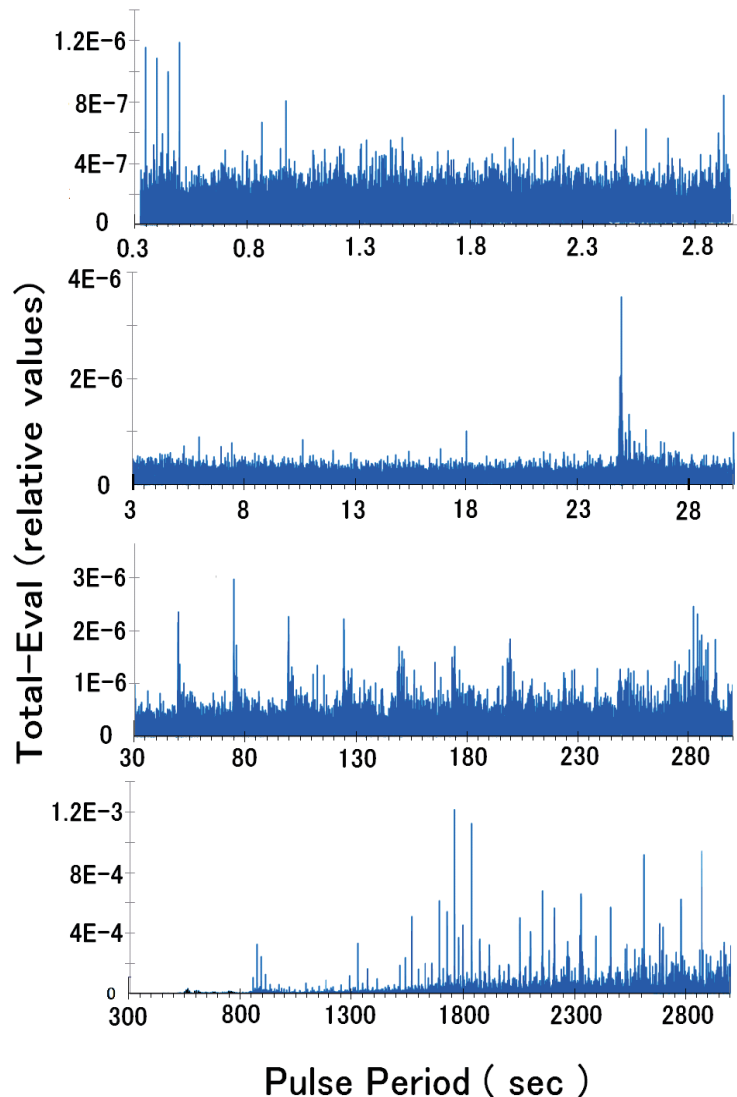 1.2E-6
8E-7
4E-7
0
0.3 0.8 1.3 1.8 2.3 2.8
4E-6
2E-6
0
3 8 13 18 23 28
Total-Eval (relative values)
3E-6
2E-6
1E-6
0
30 80 130 180 230 280
1.2E-3
8E-4
4E-4
0
300 800 1300 1800 2300 2800
Pulse Period ( sec )